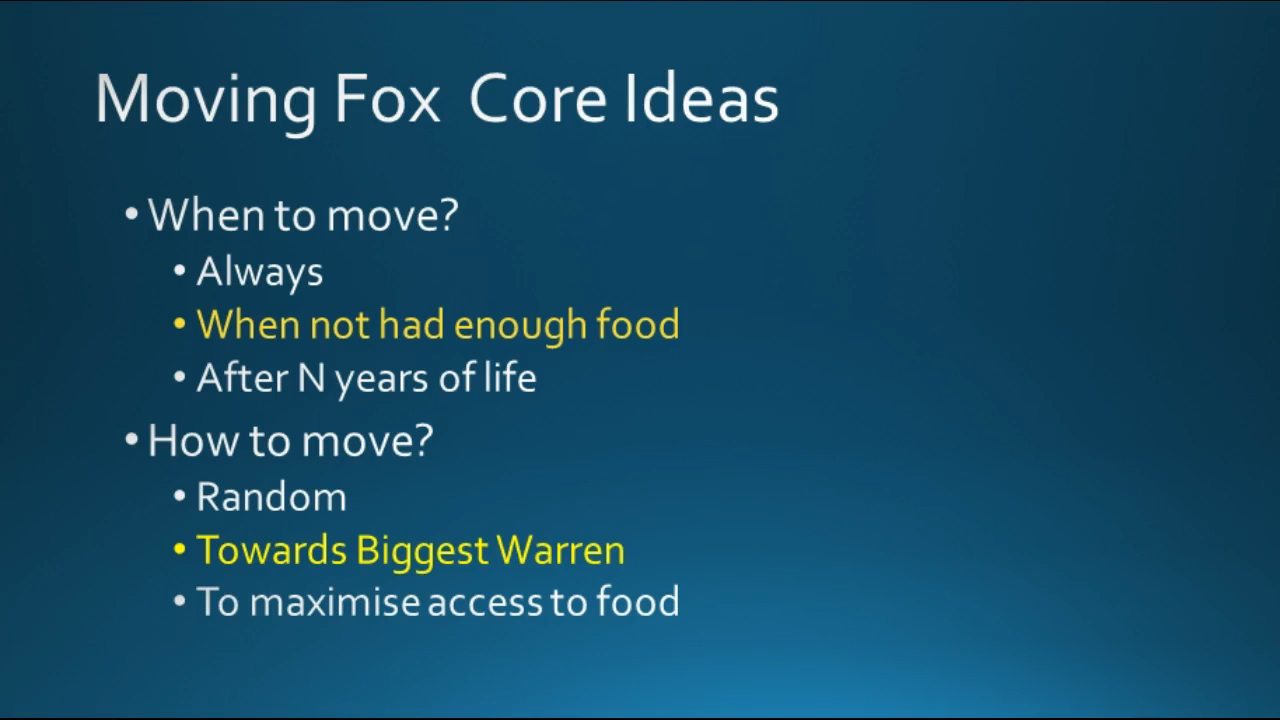 Moving Fox  Core Ideas
• When to move?
• Always
• When not had enough food
• After N years of life
• How to move?
• Random
• Towards Biggest Warren
• To maximise access to food